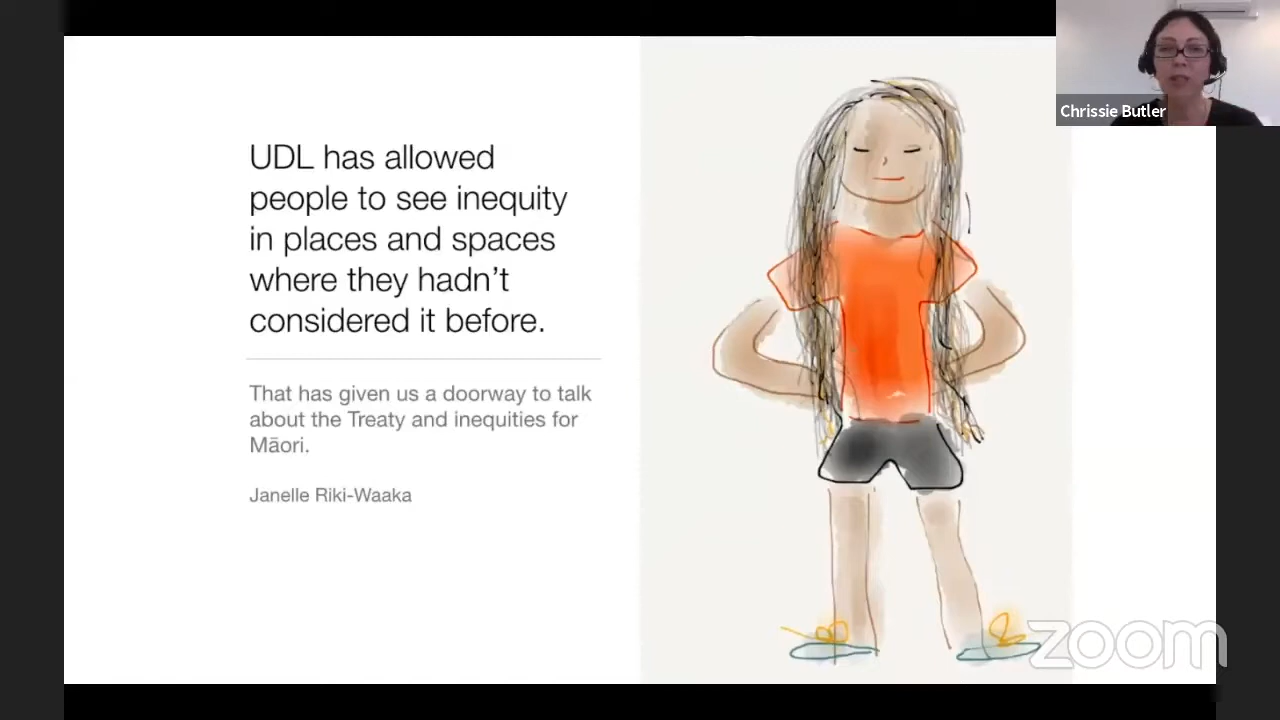 UDL has allowed
people to see inequity
in places and spaces
where they hadn't
considered it before.
That has given us a doorway to talk
about the Treaty and inequities for
Māori.
Janelle Riki-Waaka
Chrissie Butler
zoom